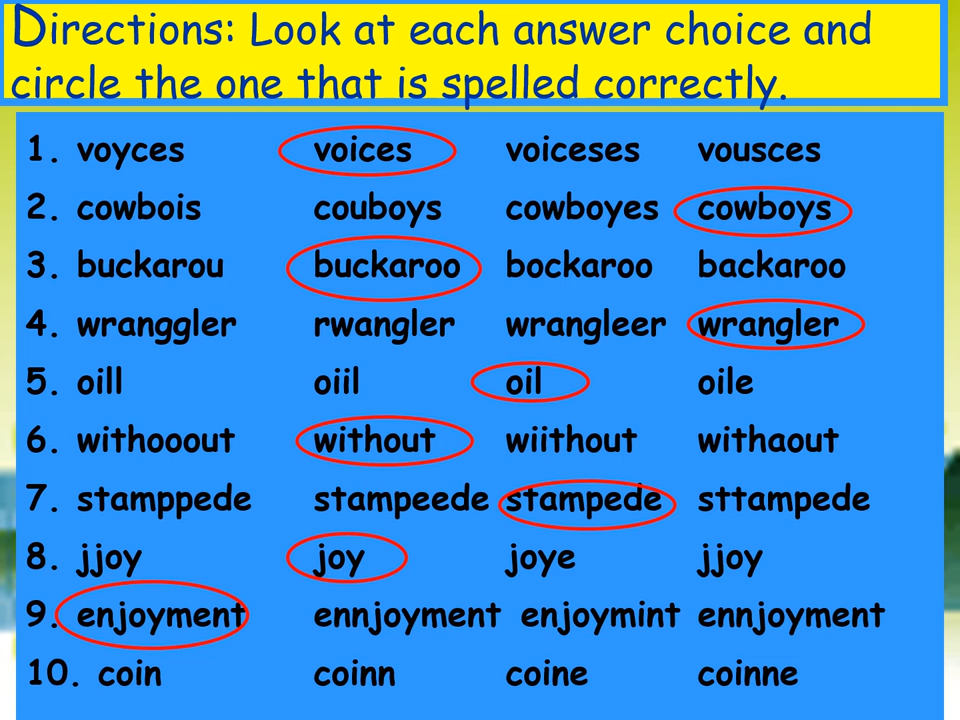 Directions: Look at each answer choice and
circle the one that is spelled correctly.
1. voyces voices voiceses vousces
2. cowbois couboys cowboyes cowboys
3. buckarou buckaroo bockaroo backaroo
4. wranggler rwangler wrangleer wrangler
5. oill oiil oil oile
6. withooout without wiithout withaout
7. stamppede stampeede stampede sttampede
8. jjoy joy joye jjoy
9. enjoyment ennjoyment enjoymint ennjoyment
10. coin coinn coine coinne